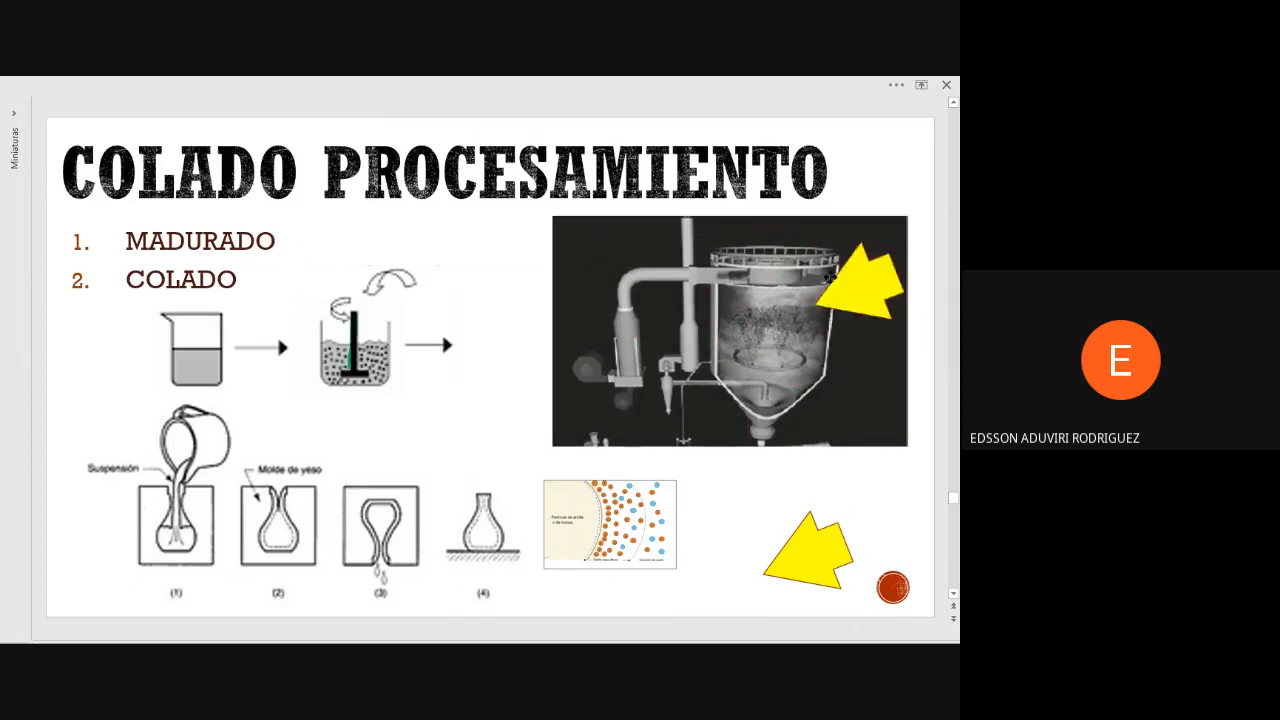 Miniaturas
COLADO PROCESAMIENTO
1. MADURADO
2. COLADO
Suspensión
Molde de yeso
(1) (2) (3) (4)
E
EDSSON ADUVIRI RODRIGUEZ